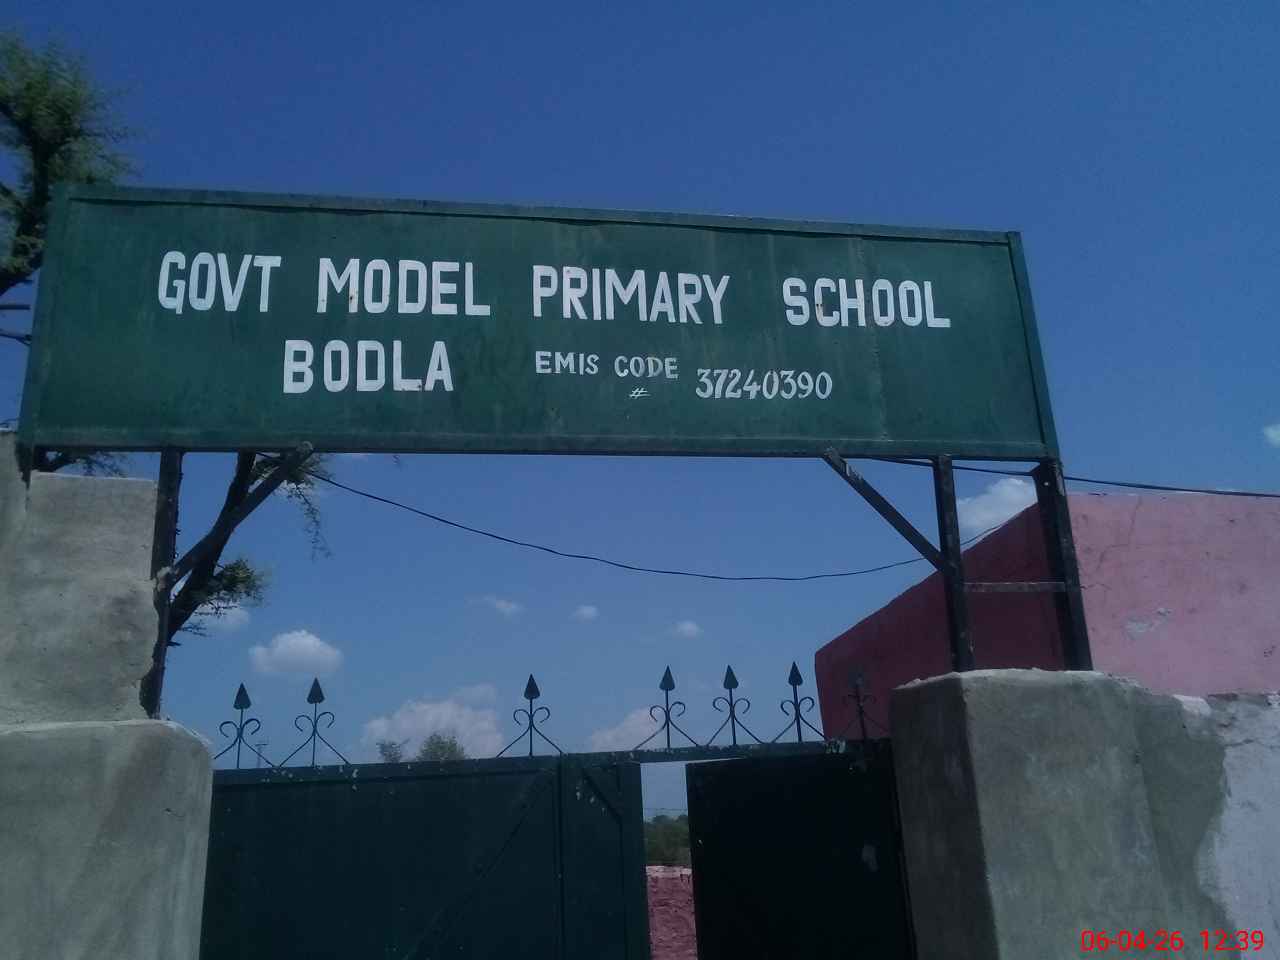 GOVT MODEL PRIMARY SCHOOL
BODLA EMIS CODE # 37240390
06-04-26 12:39